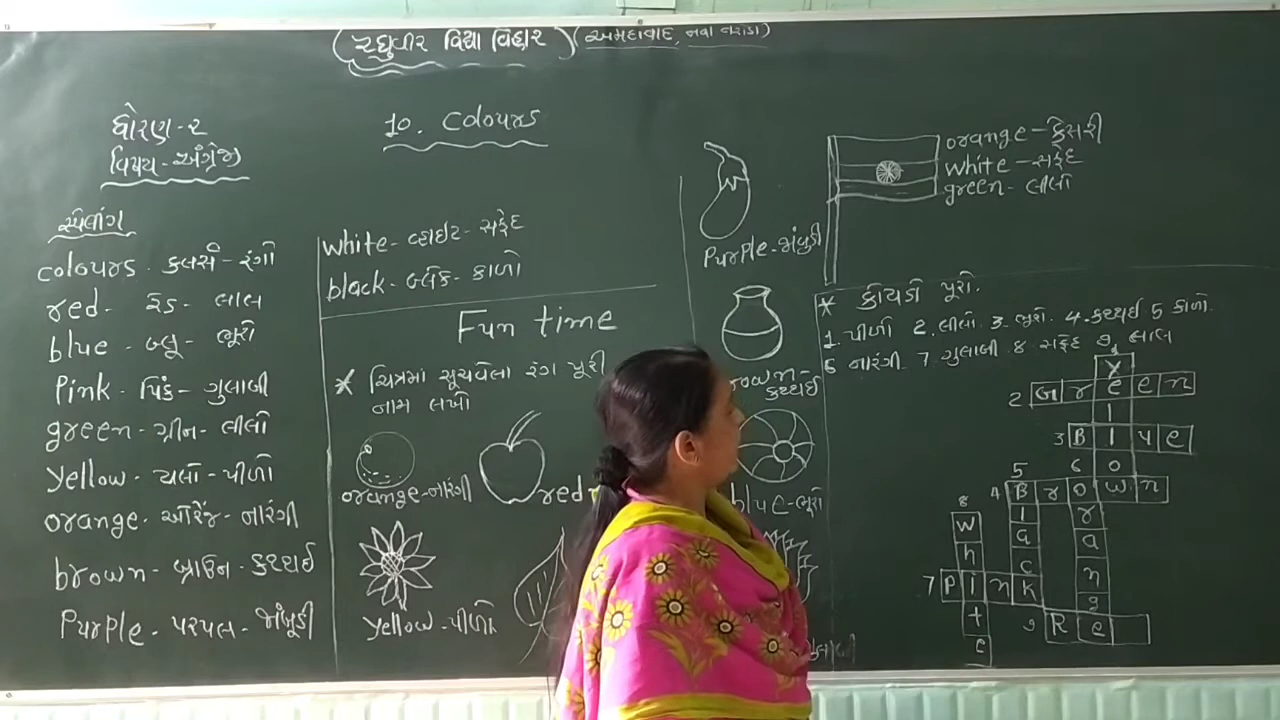 રઘુવીર વિદ્યા વિહાર (અમદાવાદ, નવા નરોડા)
ધોરણ-૨
વિષય-અંગ્રેજી
10. Colours
સ્પેલીંગ
colours - કલર્સ - રંગો
red - રેડ - લાલ
blue - બ્લૂ - ભૂરો
Pink - પિંક - ગુલાબી
green - ગ્રીન - લીલો
yellow - યલો - પીળો
orange - ઓરેંજ - નારંગી
brown - બ્રાઉન - કથ્થઈ
Purple - પરપલ - જાંબૂડી
white - વ્હાઇટ - સફેદ
black - બ્લેક - કાળો
Fun time
* ચિત્રમાં સૂચવેલા રંગ પૂરી
નામ લખો
orange-નારંગી
red-
yellow-પીળો
Purple-જાંબુડી
કથ્થઈ
blue-ભૂરો
orange-કેસરી
white-સફેદ
green-લીલો
* કોયડો પૂરો.
1. પીળો 2. લીલો 3. ભૂરો 4. કથ્થઈ 5 કાળો.
6 નારંગી 7 ગુલાબી ૪ સફેદ 9 લાલ
Y
2
r e e n
l
3 B l u e
5 6 o
4 B r o w n
8
l r
W a a
h c n
7 P i n k g
t 9 R e
e